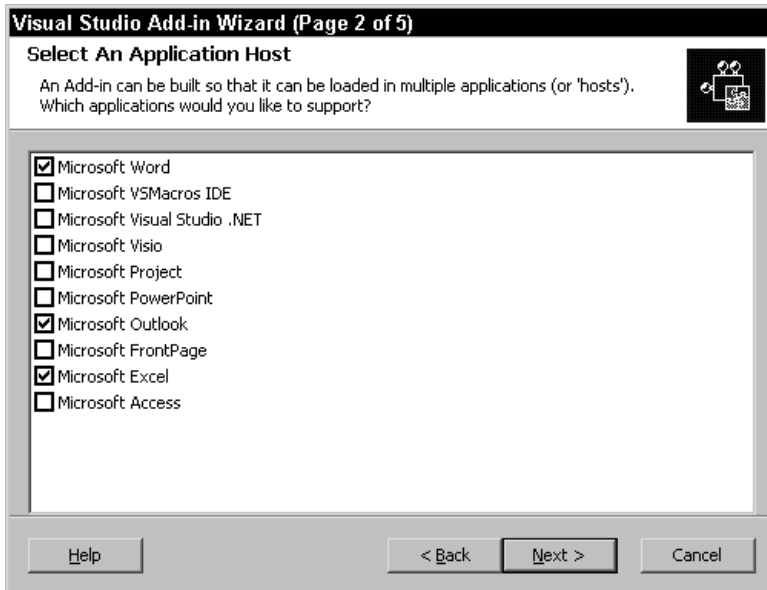 Visual Studio Add-in Wizard (Page 2 of 5)
Select An Application Host
An Add-in can be built so that it can be loaded in multiple applications (or 'hosts').
Which applications would you like to support?
Microsoft Word
Microsoft VSMacros IDE
Microsoft Visual Studio .NET
Microsoft Visio
Microsoft Project
Microsoft PowerPoint
Microsoft Outlook
Microsoft FrontPage
Microsoft Excel
Microsoft Access
Help < Back Next > Cancel